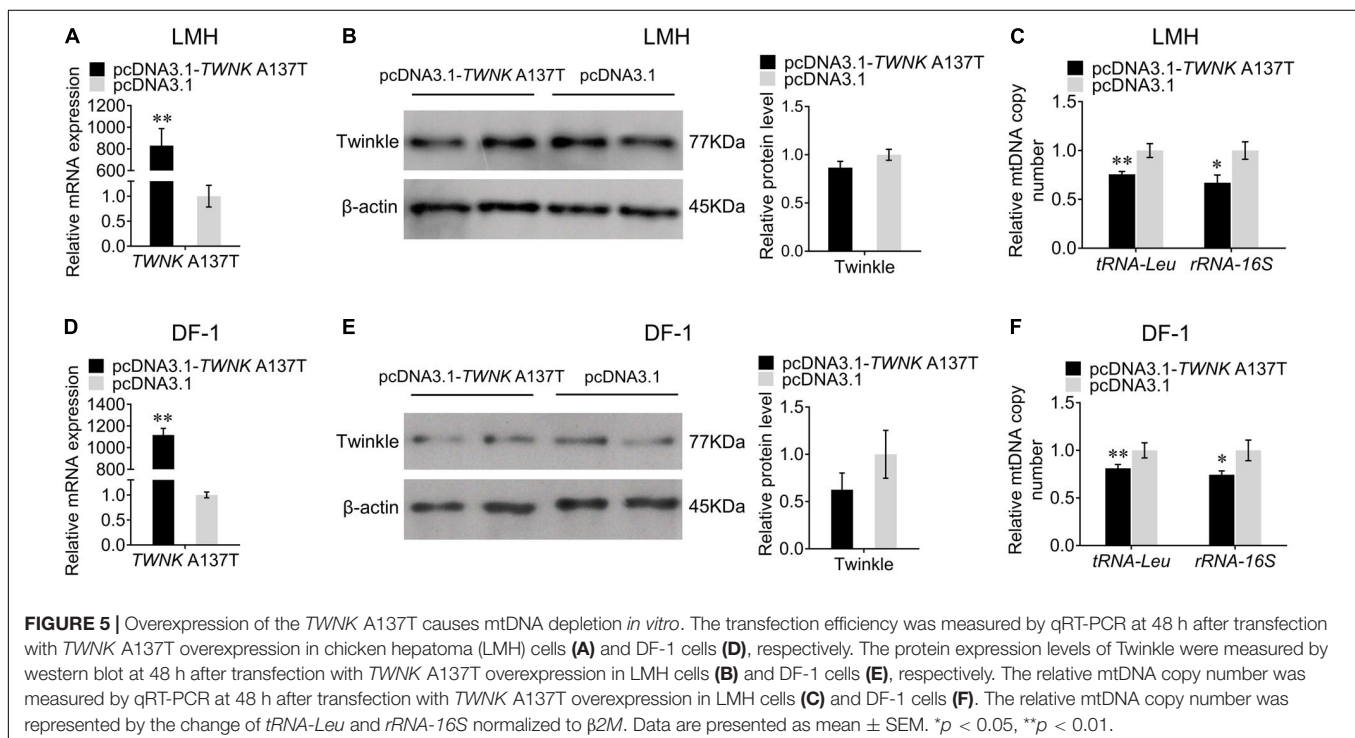 A
LMH
pcDNA3.1-TWNK A137T
pcDNA3.1
Relative mRNA expression
1200
1000
800
600
1.0
0.5
0.0
**
TWNK A137T
B
LMH
pcDNA3.1-TWNK A137T
pcDNA3.1
Twinkle
77KDa
β-actin
45KDa
pcDNA3.1-TWNK A137T
pcDNA3.1
Relative protein level
1.5
1.0
0.5
0.0
Twinkle
C
LMH
pcDNA3.1-TWNK A137T
pcDNA3.1
Relative mtDNA copy
number
1.5
1.0
0.5
0.0
**
*
tRNA-Leu
rRNA-16S
D
DF-1
pcDNA3.1-TWNK A137T
pcDNA3.1
Relative mRNA expression
1400
1200
1000
800
1.0
0.5
0.0
**
TWNK A137T
E
DF-1
pcDNA3.1-TWNK A137T
pcDNA3.1
Twinkle
77KDa
β-actin
45KDa
pcDNA3.1-TWNK A137T
pcDNA3.1
Relative protein level
1.5
1.0
0.5
0.0
Twinkle
F
DF-1
pcDNA3.1-TWNK A137T
pcDNA3.1
Relative mtDNA copy
number
1.5
1.0
0.5
0.0
**
*
tRNA-Leu
rRNA-16S
FIGURE 5 | Overexpression of the TWNK A137T causes mtDNA depletion in vitro. The transfection efficiency was measured by qRT-PCR at 48 h after transfection
with TWNK A137T overexpression in chicken hepatoma (LMH) cells (A) and DF-1 cells (D), respectively. The protein expression levels of Twinkle were measured by
western blot at 48 h after transfection with TWNK A137T overexpression in LMH cells (B) and DF-1 cells (E), respectively. The relative mtDNA copy number was
measured by qRT-PCR at 48 h after transfection with TWNK A137T overexpression in LMH cells (C) and DF-1 cells (F). The relative mtDNA copy number was
represented by the change of tRNA-Leu and rRNA-16S normalized to β2M. Data are presented as mean ± SEM. *p < 0.05, **p < 0.01.